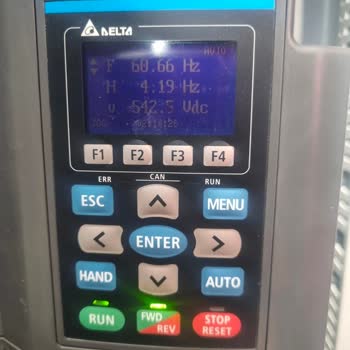 DELTA
AUTO
F 60.66 Hz
H 4.19 Hz
u 542.5 Vdc
F1 F2 F3 F4
ERR CAN RUN
ESC MENU
ENTER
HAND AUTO
RUN FWD REV STOP RESET